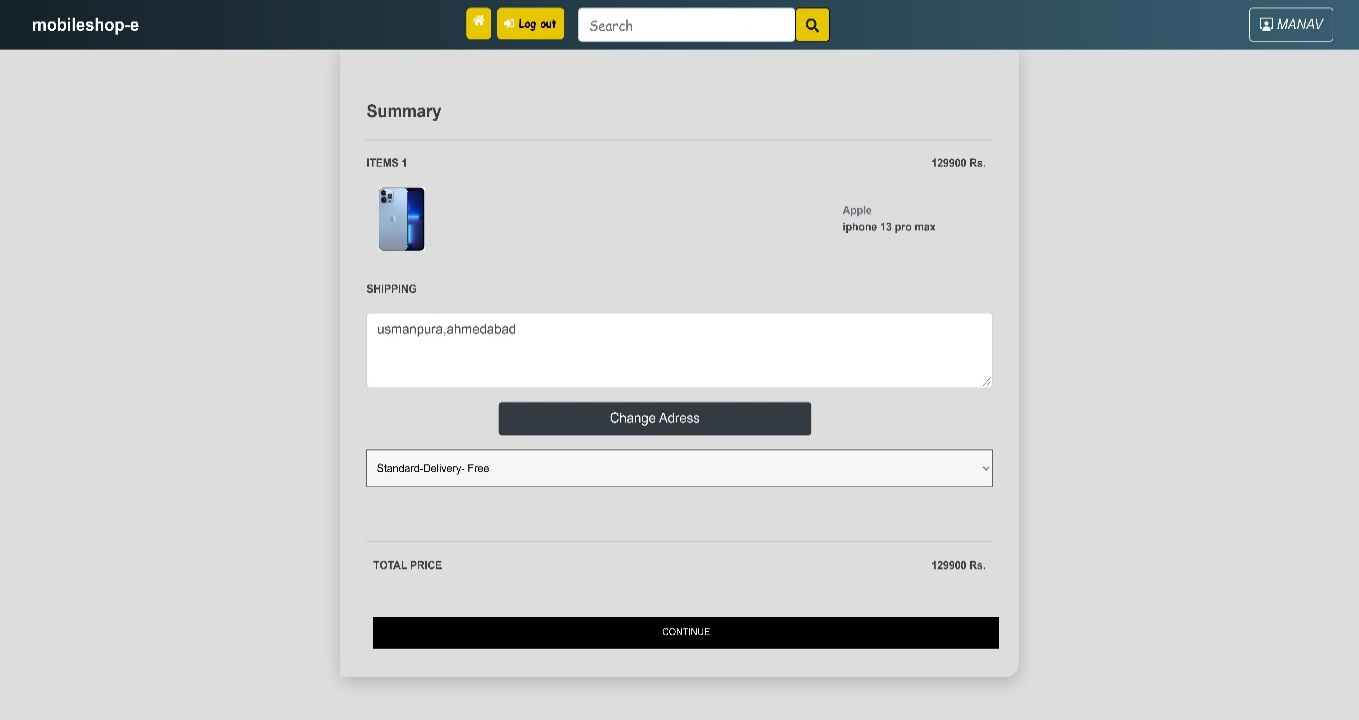 mobileshop-e
Log out
Search
MANAV
Summary
ITEMS 1
129900 Rs.
Apple
iphone 13 pro max
SHIPPING
usmanpura,ahmedabad
Change Adress
Standard-Delivery- Free
TOTAL PRICE
129900 Rs.
CONTINUE